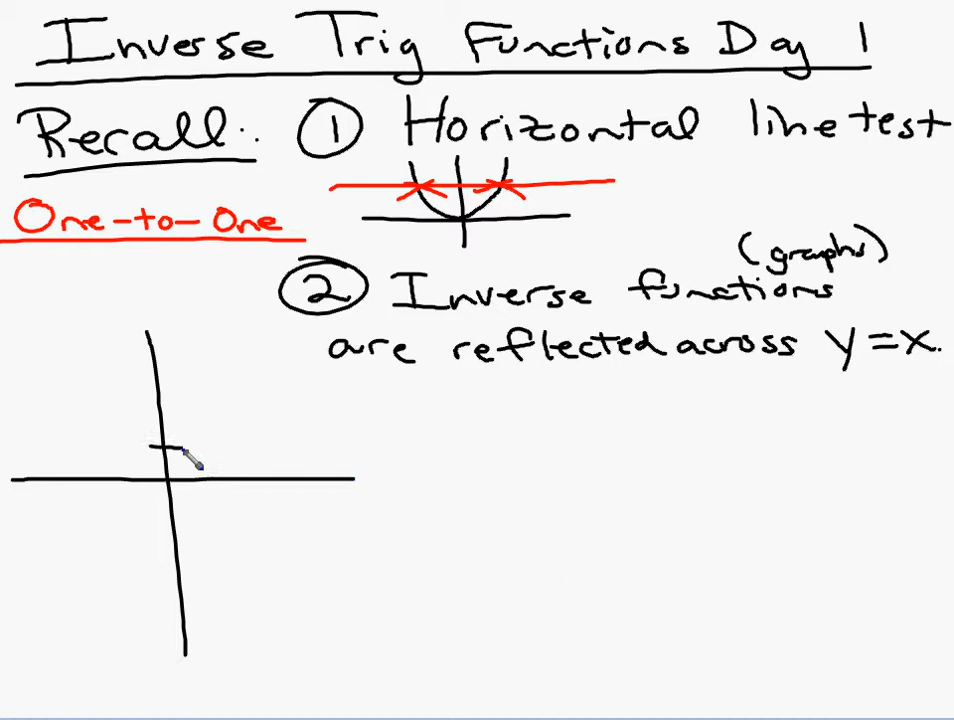 Inverse Trig Functions Day 1
Recall: ① Horizontal line test
One-to-One
② Inverse functions (graphs)
are reflected across y=x.